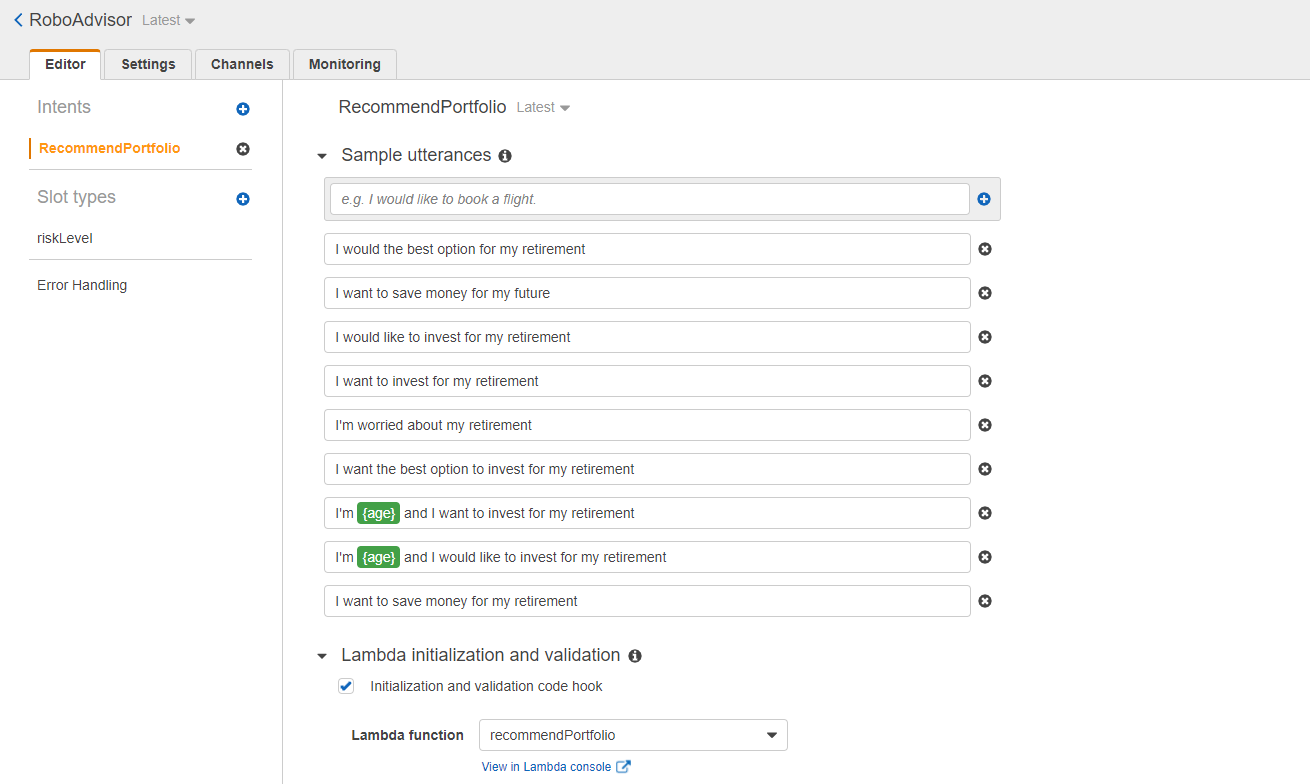 RoboAdvisor Latest
Editor Settings Channels Monitoring
Intents
RecommendPortfolio
Slot types
riskLevel
Error Handling
RecommendPortfolio Latest
Sample utterances
e.g. I would like to book a flight.
I would the best option for my retirement
I want to save money for my future
I would like to invest for my retirement
I want to invest for my retirement
I'm worried about my retirement
I want the best option to invest for my retirement
I'm {age} and I want to invest for my retirement
I'm {age} and I would like to invest for my retirement
I want to save money for my retirement
Lambda initialization and validation
Initialization and validation code hook
Lambda function recommendPortfolio
View in Lambda console